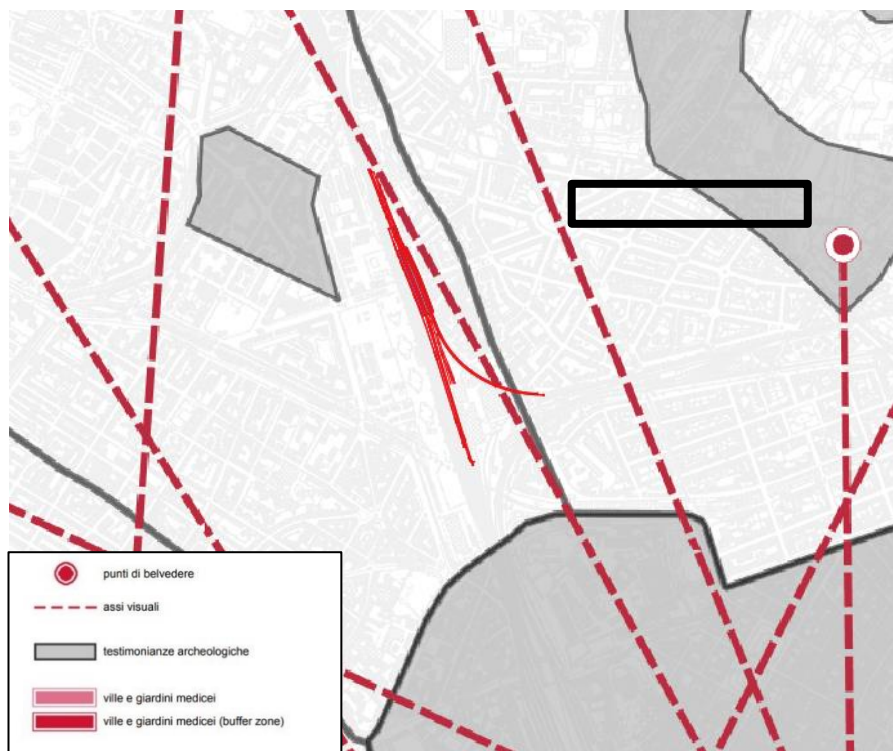 punti di belvedere
assi visuali
testimonianze archeologiche
ville e giardini medicei
ville e giardini medicei (buffer zone)